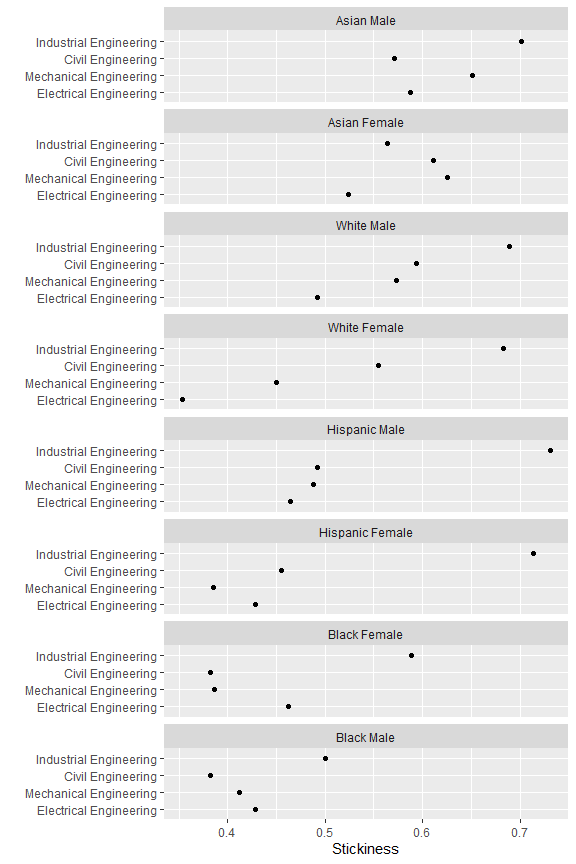 Asian Male
Industrial Engineering
Civil Engineering
Mechanical Engineering
Electrical Engineering
Asian Female
Industrial Engineering
Civil Engineering
Mechanical Engineering
Electrical Engineering
White Male
Industrial Engineering
Civil Engineering
Mechanical Engineering
Electrical Engineering
White Female
Industrial Engineering
Civil Engineering
Mechanical Engineering
Electrical Engineering
Hispanic Male
Industrial Engineering
Civil Engineering
Mechanical Engineering
Electrical Engineering
Hispanic Female
Industrial Engineering
Civil Engineering
Mechanical Engineering
Electrical Engineering
Black Female
Industrial Engineering
Civil Engineering
Mechanical Engineering
Electrical Engineering
Black Male
Industrial Engineering
Civil Engineering
Mechanical Engineering
Electrical Engineering
0.4 0.5 0.6 0.7
Stickiness